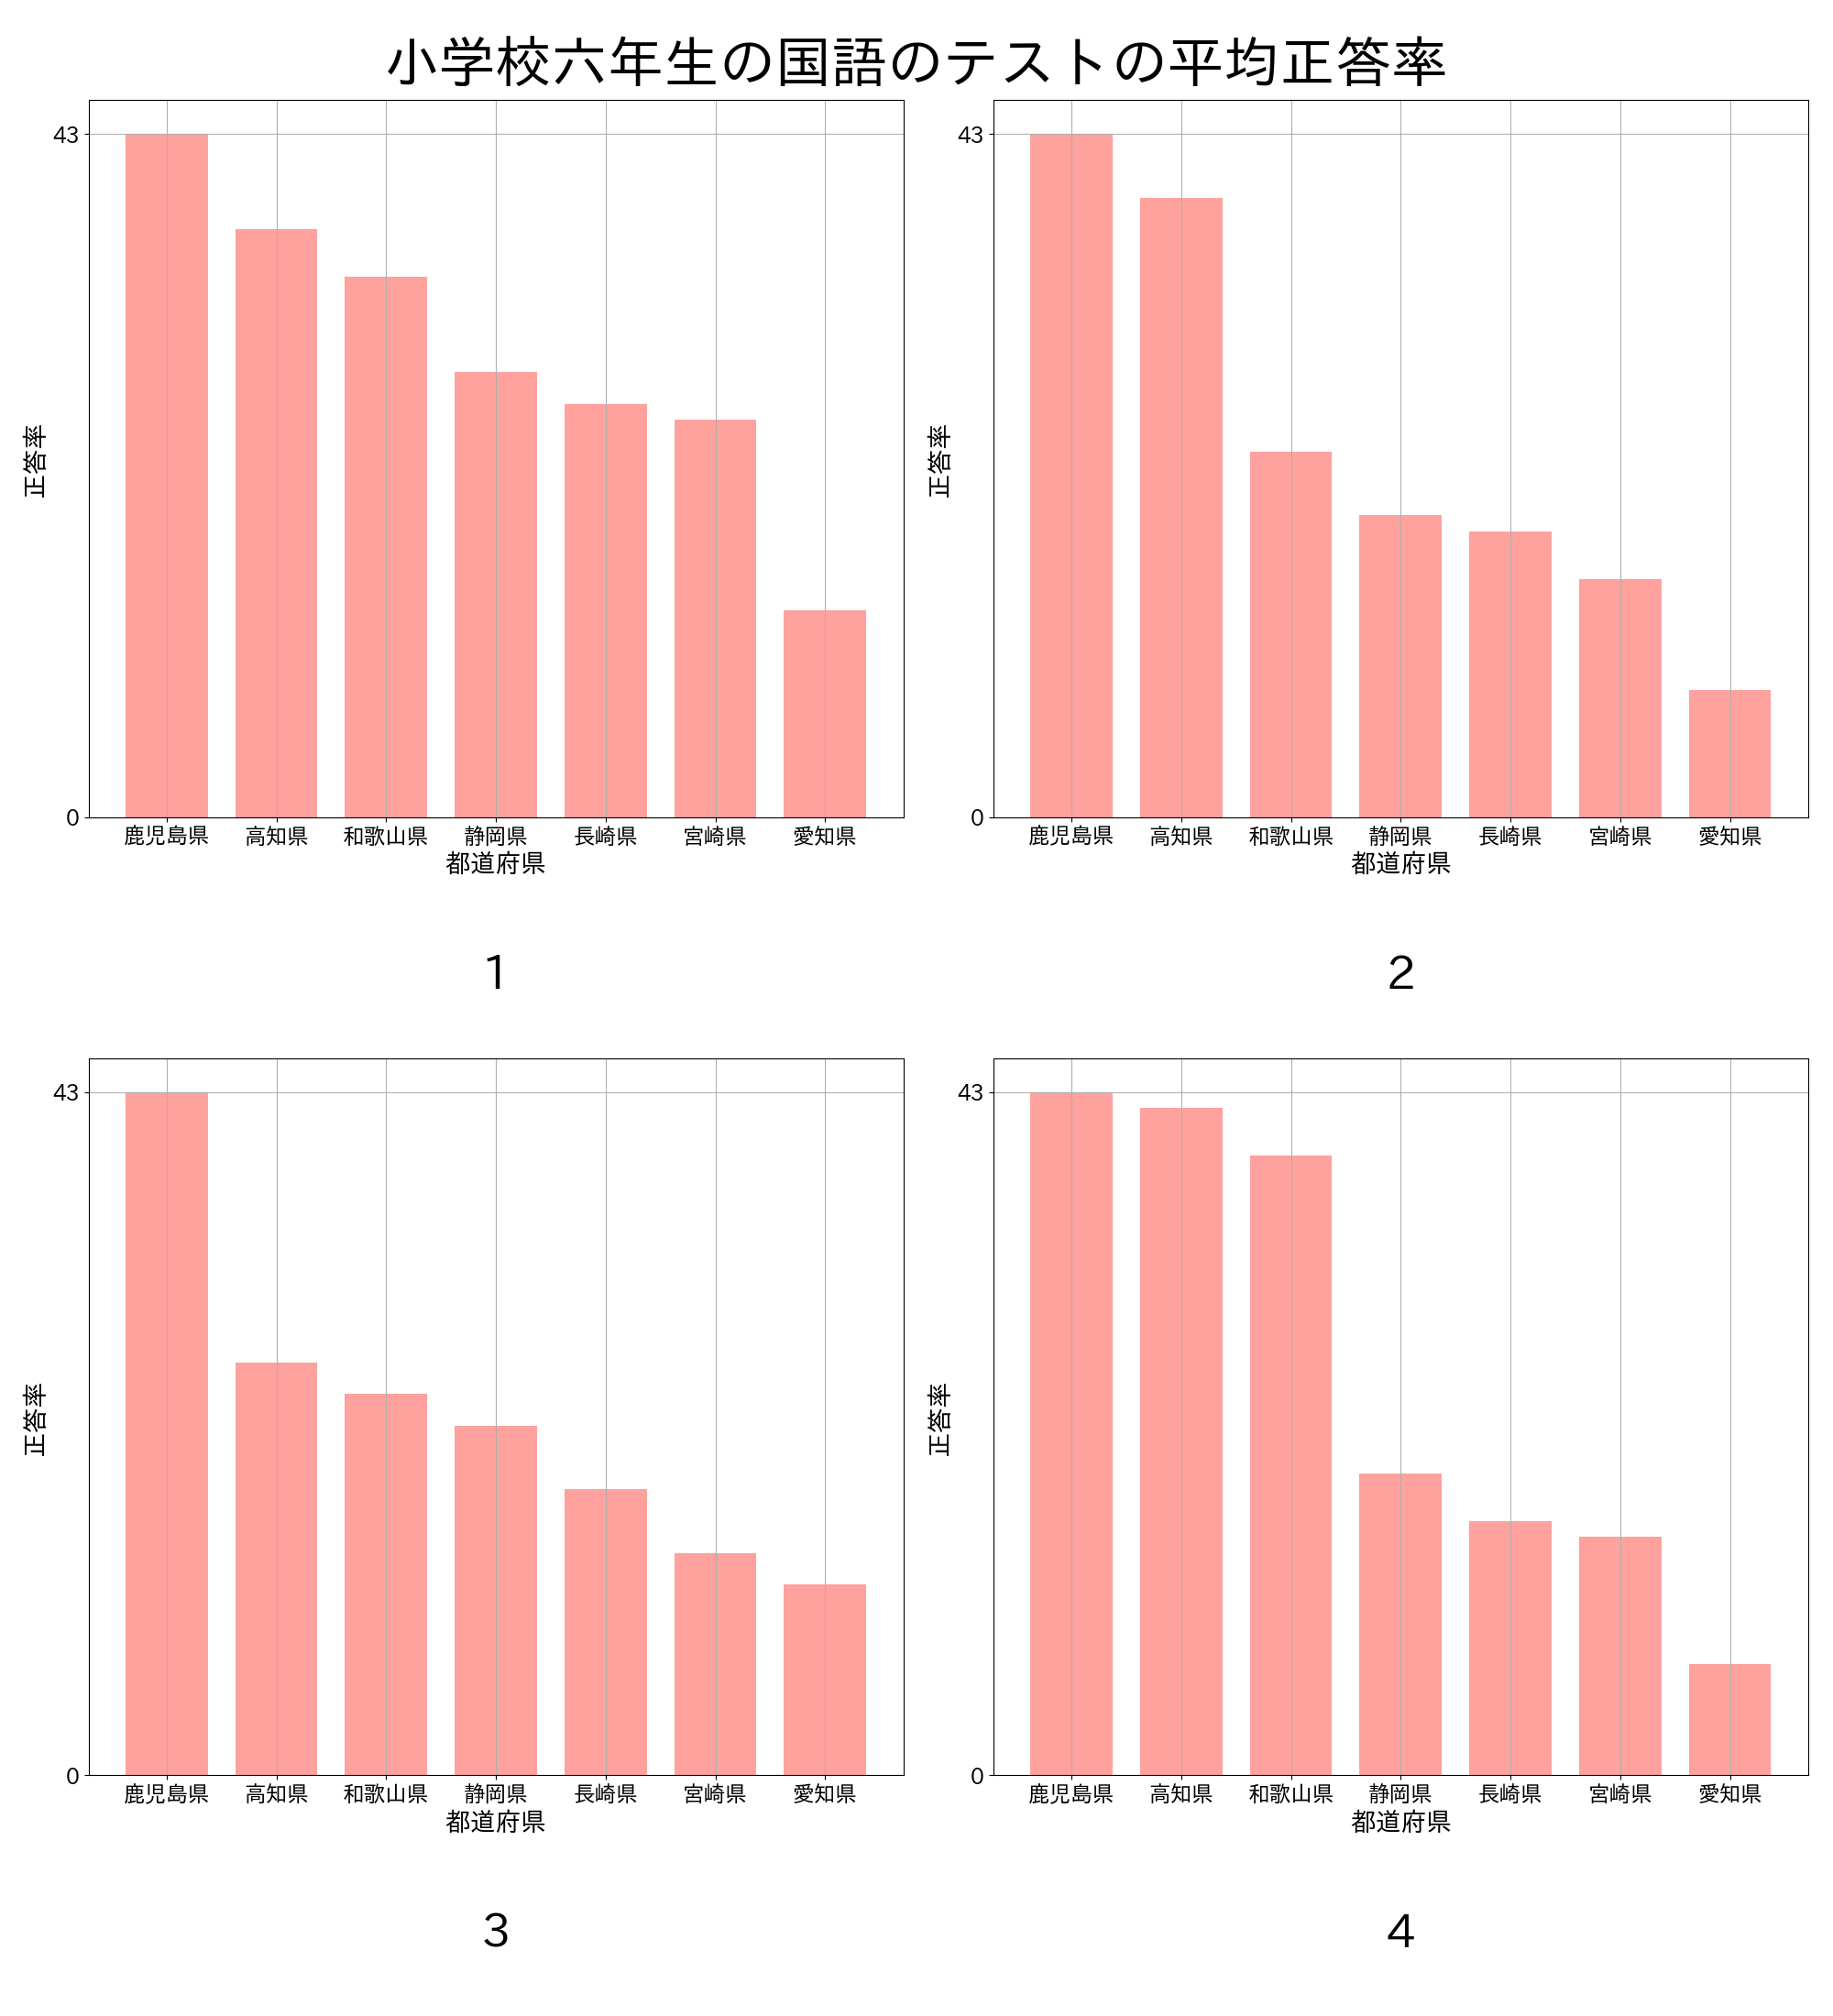 小学校六年生の国語のテストの平均正答率
43
0
正答率
鹿児島県 高知県 和歌山県 静岡県 長崎県 宮崎県 愛知県
都道府県
1
43
0
正答率
鹿児島県 高知県 和歌山県 静岡県 長崎県 宮崎県 愛知県
都道府県
2
43
0
正答率
鹿児島県 高知県 和歌山県 静岡県 長崎県 宮崎県 愛知県
都道府県
3
43
0
正答率
鹿児島県 高知県 和歌山県 静岡県 長崎県 宮崎県 愛知県
都道府県
4